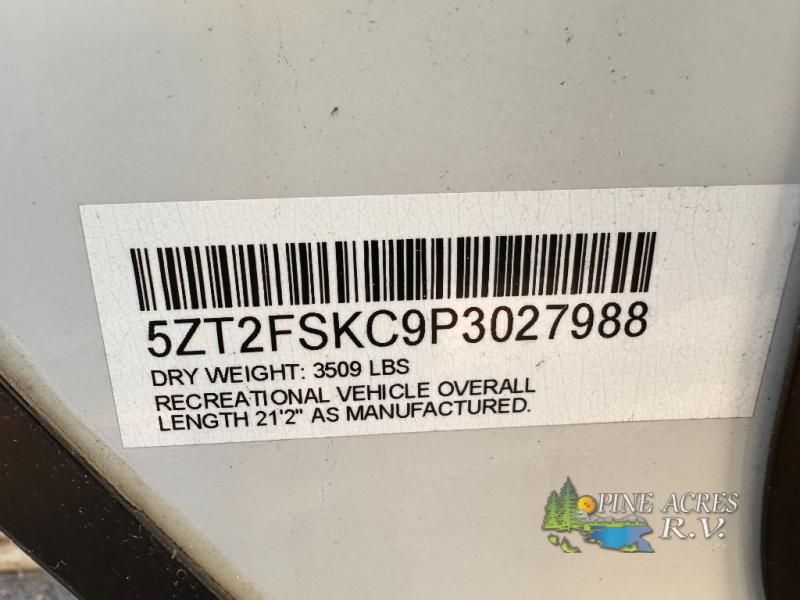 5ZT2FSKC9P3027988
DRY WEIGHT: 3509 LBS
RECREATIONAL VEHICLE OVERALL
LENGTH 21'2" AS MANUFACTURED.
PINE ACRES
R.V.